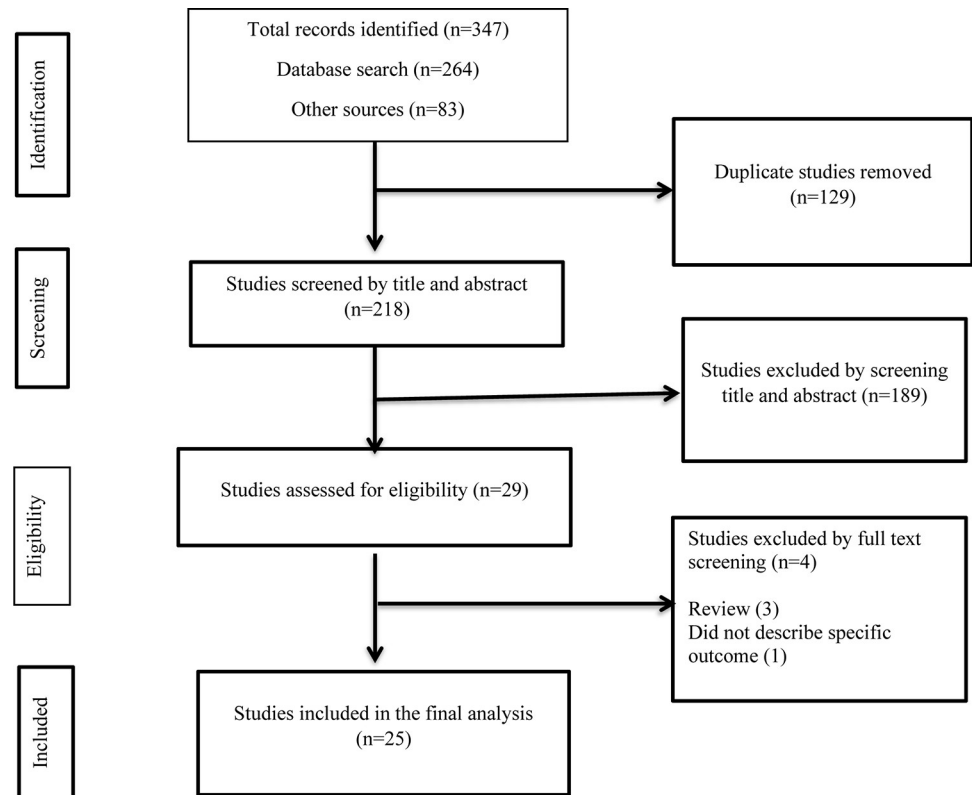 Identification
Total records identified (n=347)
Database search (n=264)
Other sources (n=83)
Duplicate studies removed
(n=129)
Screening
Studies screened by title and abstract
(n=218)
Studies excluded by screening
title and abstract (n=189)
Eligibility
Studies assessed for eligibility (n=29)
Studies excluded by full text
screening (n=4)
Review (3)
Did not describe specific
outcome (1)
Included
Studies included in the final analysis
(n=25)